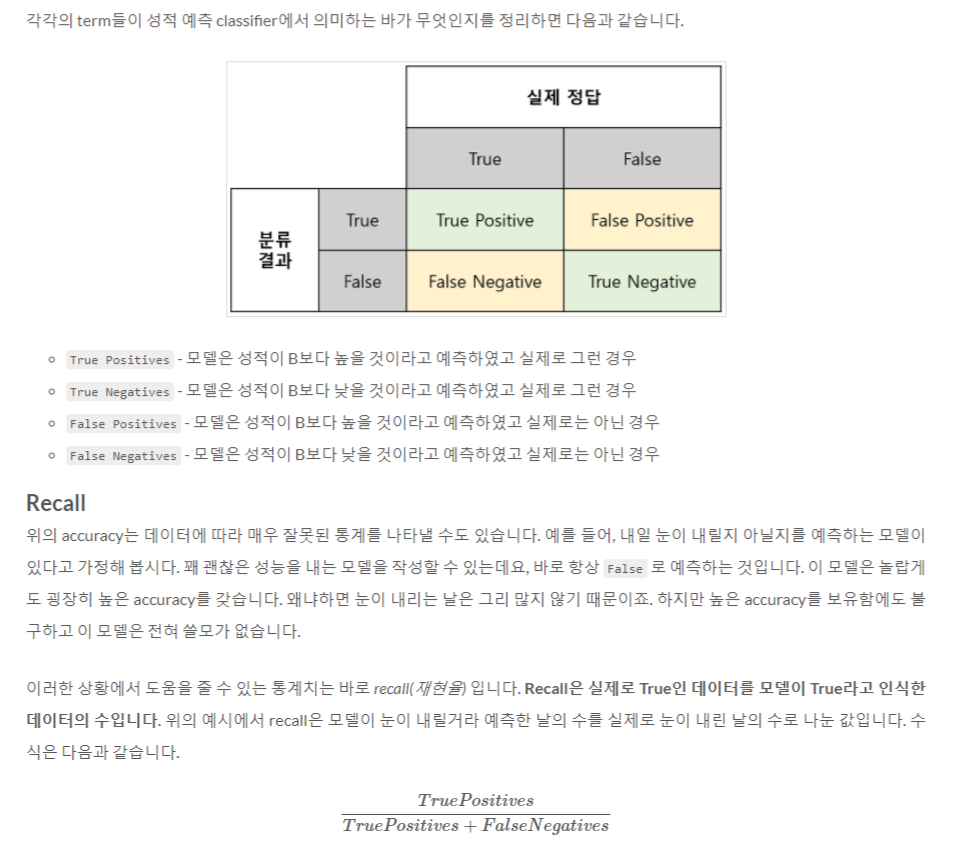 각각의 term들이 성적 예측 classifier에서 의미하는 바가 무엇인지를 정리하면 다음과 같습니다.
실제 정답
True False
분류
결과
True True Positive False Positive
False False Negative True Negative
True Positives - 모델은 성적이 B보다 높을 것이라고 예측하였고 실제로 그런 경우
True Negatives - 모델은 성적이 B보다 낮을 것이라고 예측하였고 실제로 그런 경우
False Positives - 모델은 성적이 B보다 높을 것이라고 예측하였고 실제로는 아닌 경우
False Negatives - 모델은 성적이 B보다 낮을 것이라고 예측하였고 실제로는 아닌 경우
Recall
위의 accuracy는 데이터에 따라 매우 잘못된 통계를 나타낼 수도 있습니다. 예를 들어, 내일 눈이 내릴지 아닐지를 예측하는 모델이
있다고 가정해 봅시다. 꽤 괜찮은 성능을 내는 모델을 작성할 수 있는데요, 바로 항상 False 로 예측하는 것입니다. 이 모델은 놀랍게
도 굉장히 높은 accuracy를 갖습니다. 왜냐하면 눈이 내리는 날은 그리 많지 않기 때문이죠. 하지만 높은 accuracy를 보유함에도 불
구하고 이 모델은 전혀 쓸모가 없습니다.
이러한 상황에서 도움을 줄 수 있는 통계치는 바로 recall(재현율) 입니다. Recall은 실제로 True인 데이터를 모델이 True라고 인식한
데이터의 수입니다. 위의 예시에서 recall은 모델이 눈이 내릴거라 예측한 날의 수를 실제로 눈이 내린 날의 수로 나눈 값입니다. 수
식은 다음과 같습니다.
TruePositives
TruePositives + FalseNegatives